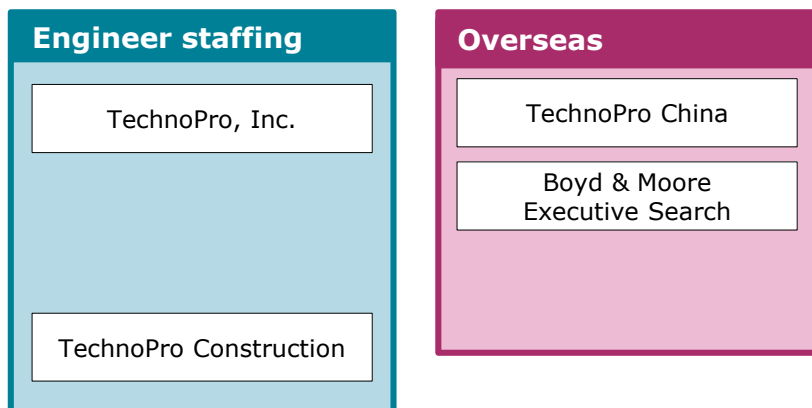 Engineer staffing
TechnoPro, Inc.
TechnoPro Construction
Overseas
TechnoPro China
Boyd & Moore
Executive Search